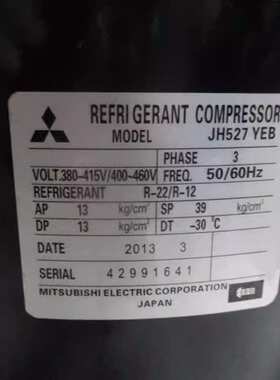 REFRIGERANT COMPRESSOR
MODEL JH527 YEB
PHASE 3
VOLT. 380-415V/400~460V FREQ. 50/60Hz
REFRIGERANT R-22/R-12
AP 13 kg/cm² SP 39 kg/cm²
DP 13 kg/cm² DT -30 ℃
DATE 2013 3
SERIAL 42991641
MITSUBISHI ELECTRIC CORPORATION
JAPAN